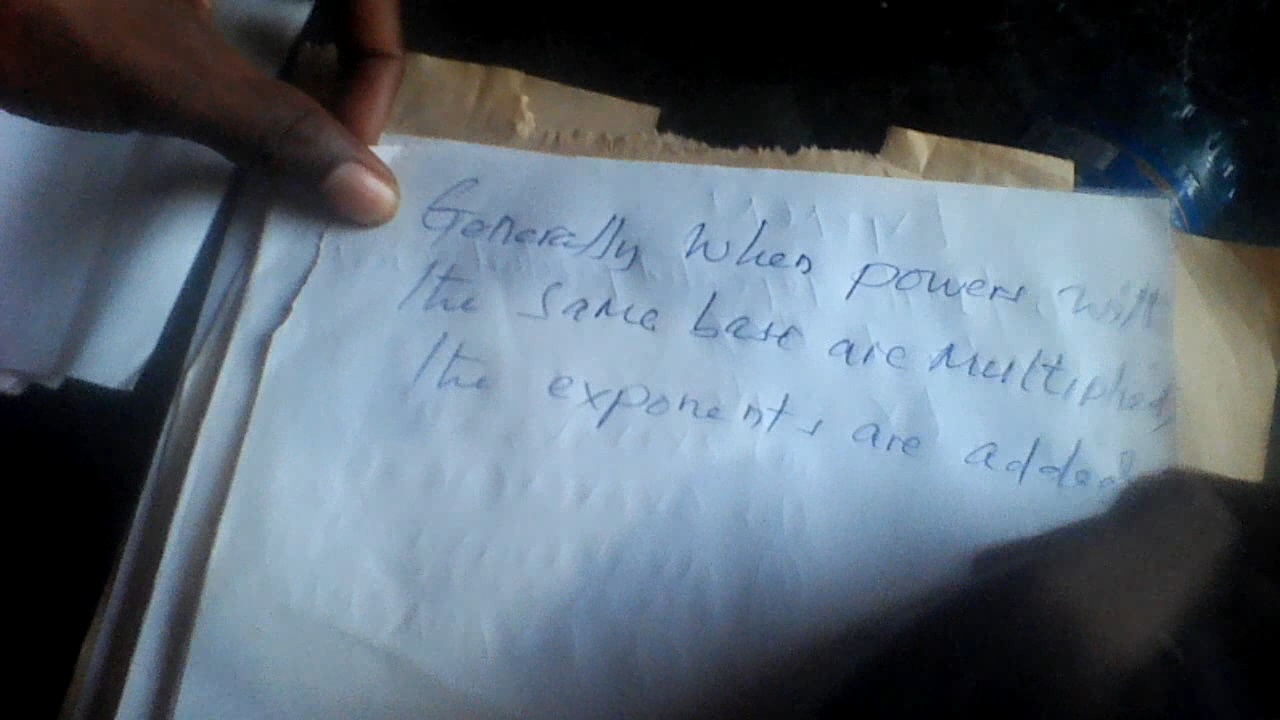 Generally when powers with
the same base are multiplied,
the exponents are added